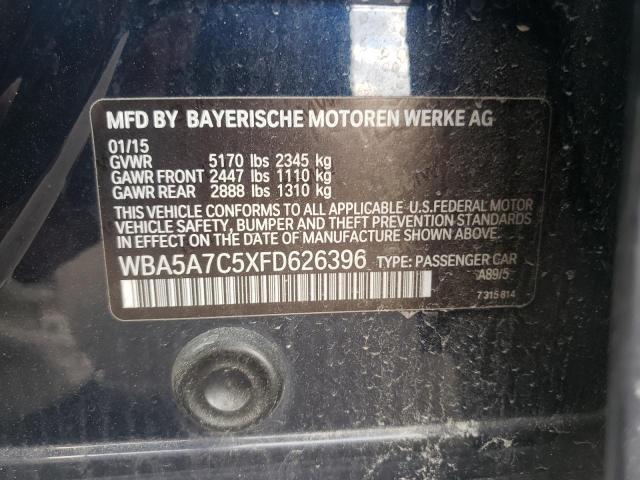 MFD BY BAYERISCHE MOTOREN WERKE AG
01/15
GVWR 5170 lbs 2345 kg
GAWR FRONT 2447 lbs 1110 kg
GAWR REAR 2888 lbs 1310 kg
THIS VEHICLE CONFORMS TO ALL APPLICABLE U.S.FEDERAL MOTOR
VEHICLE SAFETY, BUMPER AND THEFT PREVENTION STANDARDS
IN EFFECT ON THE DATE OF MANUFACTURE SHOWN ABOVE.
WBA5A7C5XFD626396 TYPE: PASSENGER CAR
A89/5
7 315 814